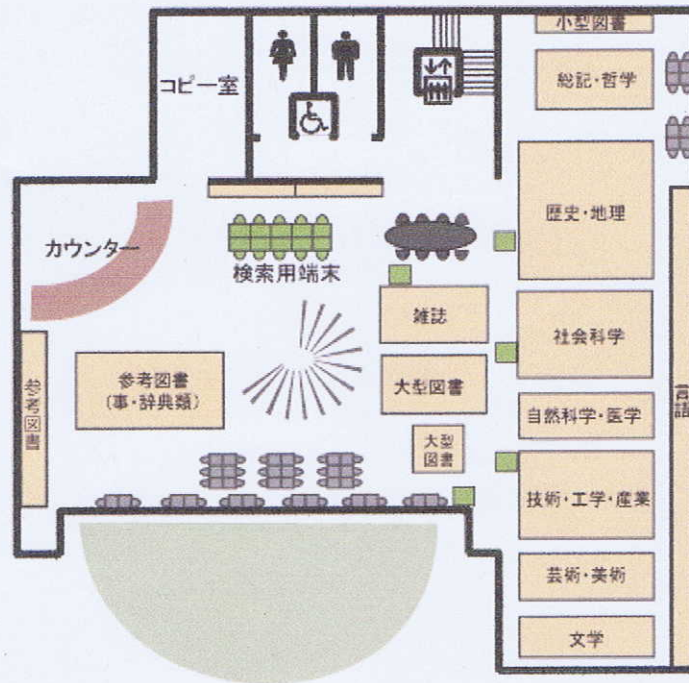 小型図書
総記・哲学
コピー室
歴史・地理
カウンター
検索用端末
雑誌
社会科学
参考図書
(事・辞典類)
大型図書
参考図書
言語
自然科学・医学
大型
図書
技術・工学・産業
芸術・美術
文学